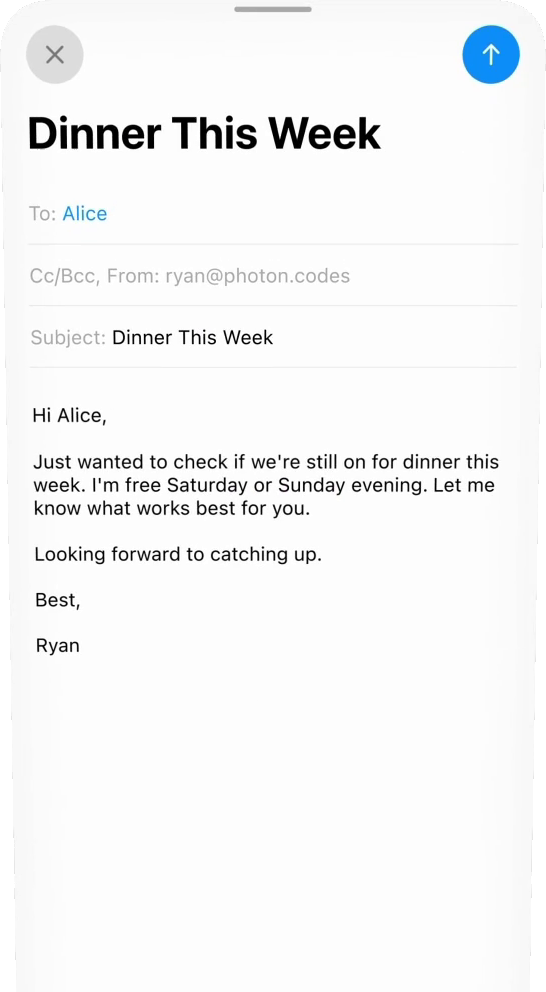 Dinner This Week
To: Alice
Cc/Bcc, From: ryan@photon.codes
Subject: Dinner This Week
Hi Alice,
Just wanted to check if we're still on for dinner this
week. I'm free Saturday or Sunday evening. Let me
know what works best for you.
Looking forward to catching up.
Best,
Ryan